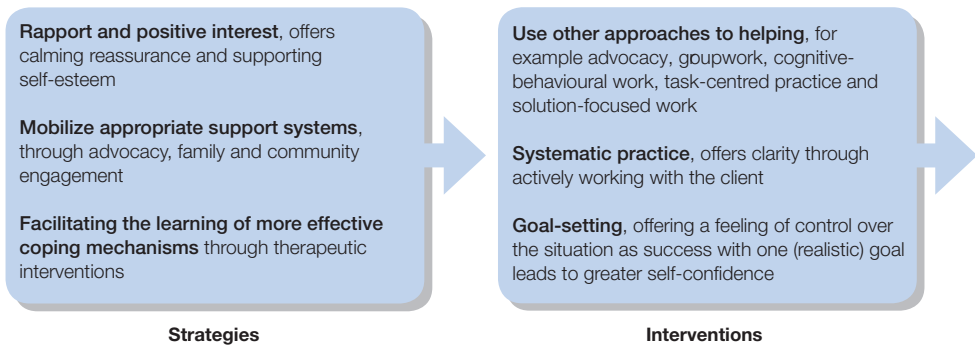 Rapport and positive interest, offers
calming reassurance and supporting
self-esteem
Mobilize appropriate support systems,
through advocacy, family and community
engagement
Facilitating the learning of more effective
coping mechanisms through therapeutic
interventions
Strategies
Use other approaches to helping, for
example advocacy, groupwork, cognitive-
behavioural work, task-centred practice and
solution-focused work
Systematic practice, offers clarity through
actively working with the client
Goal-setting, offering a feeling of control over
the situation as success with one (realistic) goal
leads to greater self-confidence
Interventions